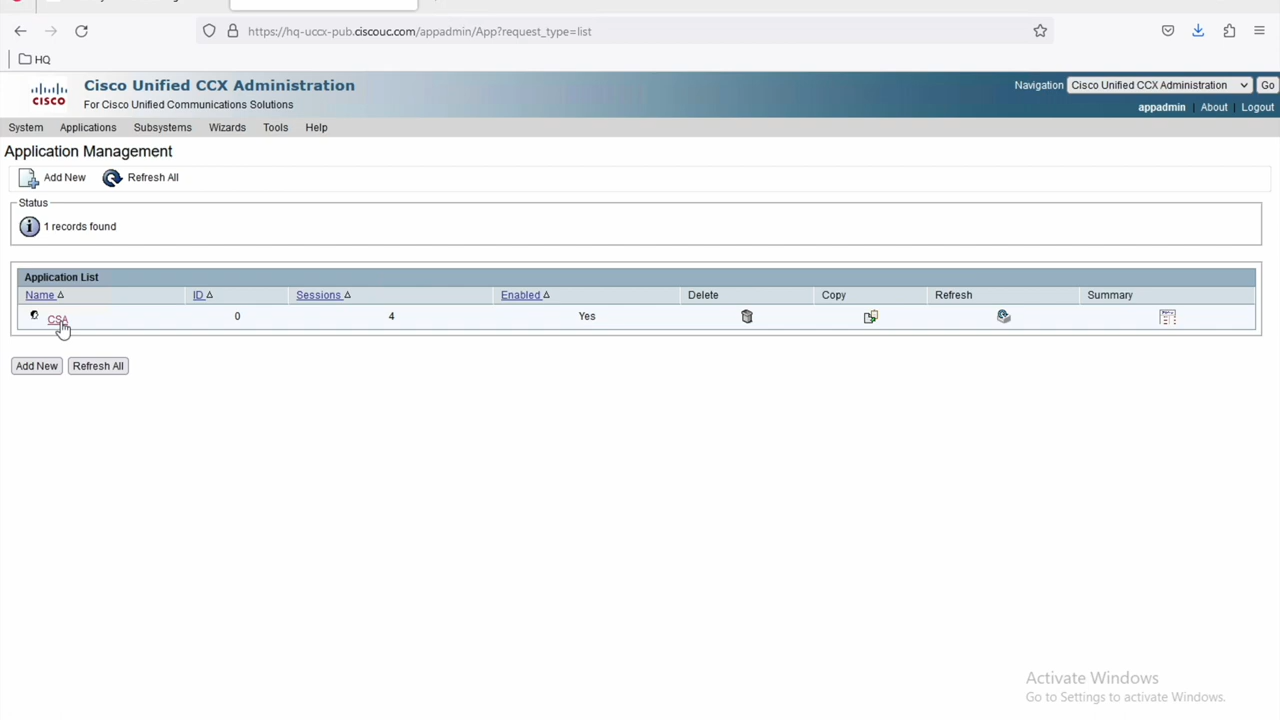 https://hq-uccx-pub.ciscouc.com/appadmin/App?request_type=list
HQ
CISCO
Cisco Unified CCX Administration
For Cisco Unified Communications Solutions
Navigation Cisco Unified CCX Administration Go
appadmin | About | Logout
System Applications Subsystems Wizards Tools Help
Application Management
Add New Refresh All
Status
1 records found
Application List
Name ID Sessions Enabled Delete Copy Refresh Summary
CSA 0 4 Yes
Add New Refresh All
Activate Windows
Go to Settings to activate Windows.